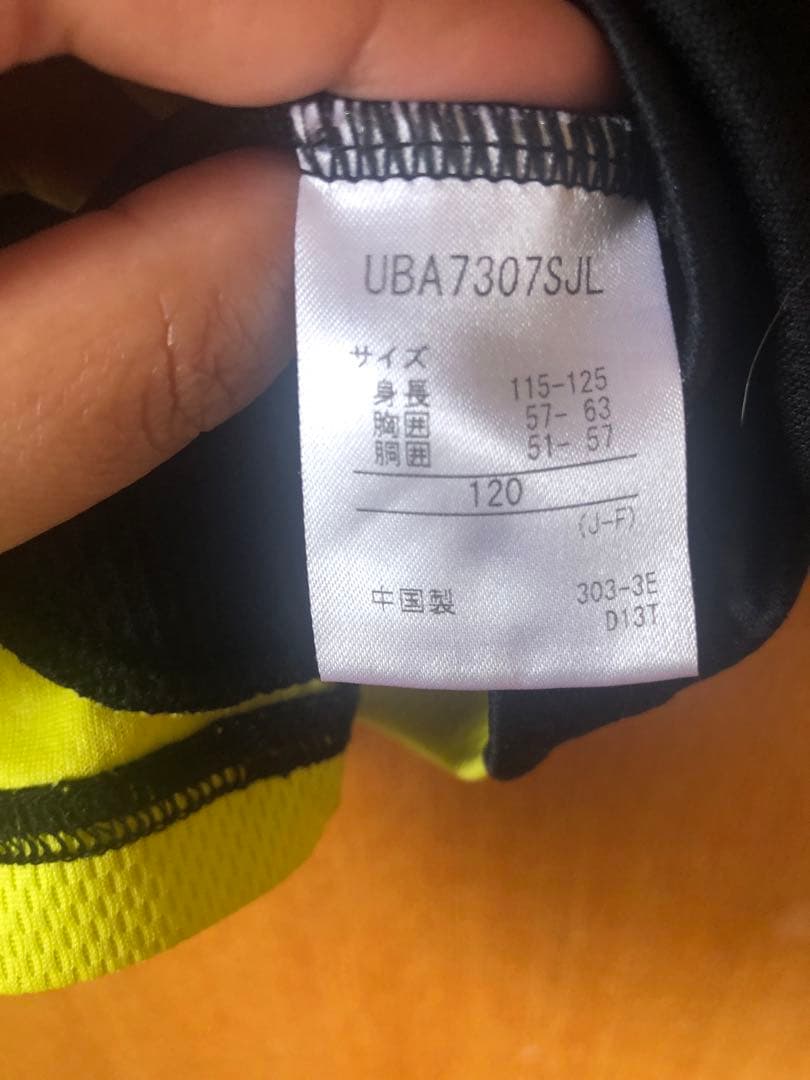 UBA7307SJL
サイズ
身長 115-125
胸囲 57- 63
胴囲 51- 57
120
(J-F)
中国製 303-3E
D13T